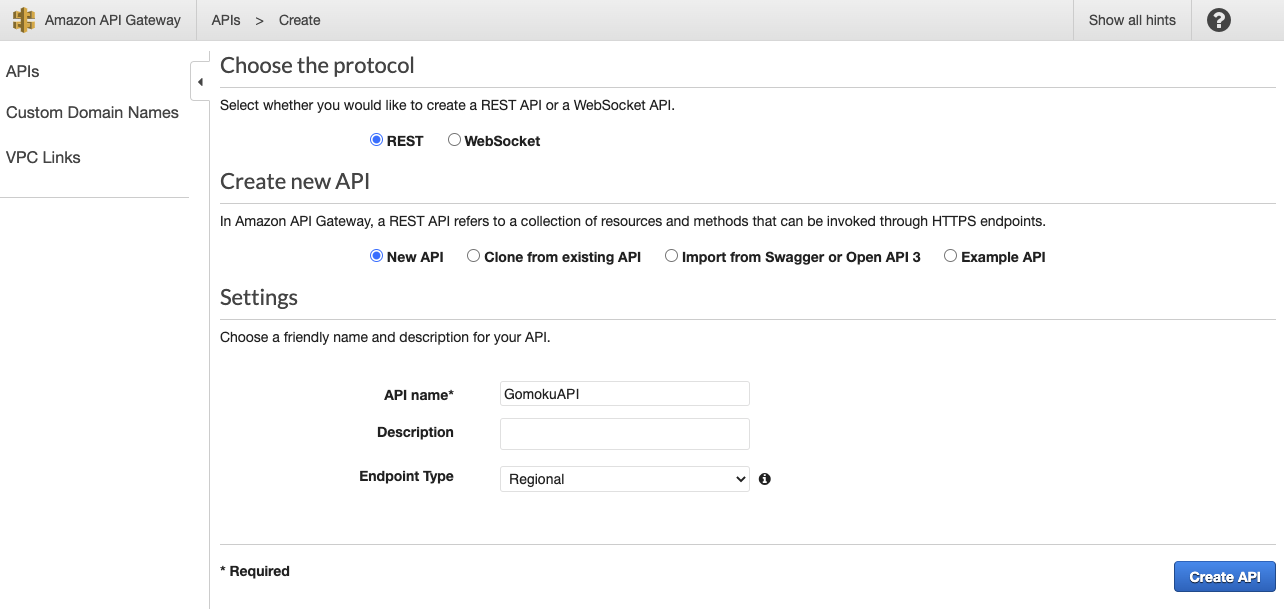 Amazon API Gateway APIs > Create Show all hints ?
APIs
Custom Domain Names
VPC Links
Choose the protocol
Select whether you would like to create a REST API or a WebSocket API.
REST WebSocket
Create new API
In Amazon API Gateway, a REST API refers to a collection of resources and methods that can be invoked through HTTPS endpoints.
New API Clone from existing API Import from Swagger or Open API 3 Example API
Settings
Choose a friendly name and description for your API.
API name* GomokuAPI
Description
Endpoint Type Regional
* Required
Create API